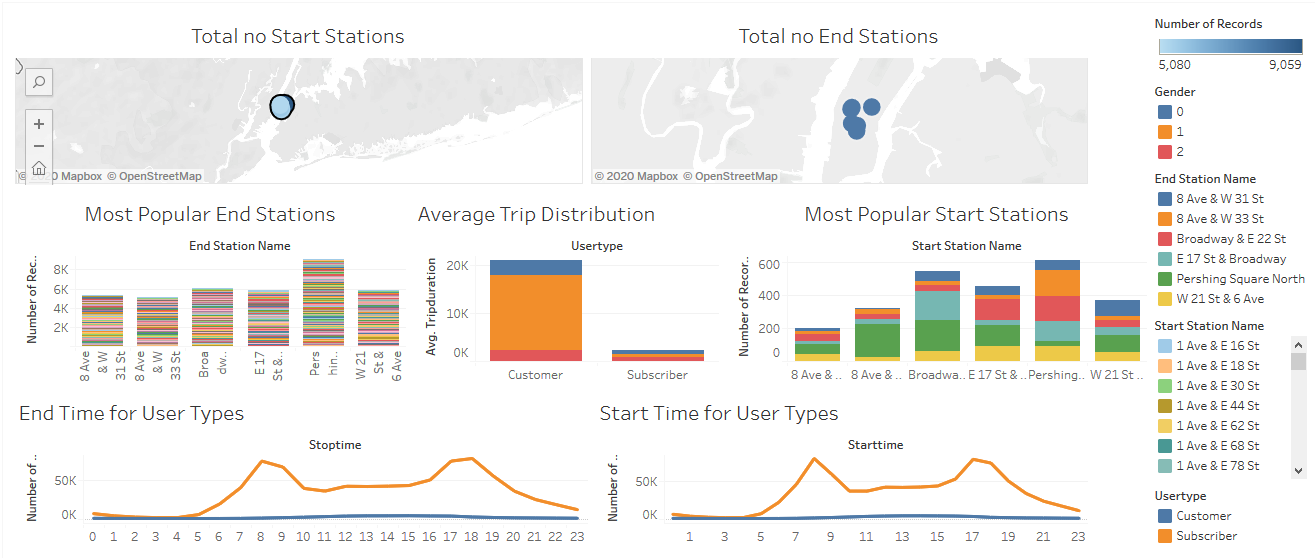 Total no Start Stations
Total no End Stations
© 2020 Mapbox © OpenStreetMap
© 2020 Mapbox © OpenStreetMap
Number of Records
5,080 9,059
Gender
0
1
2
End Station Name
8 Ave & W 31 St
8 Ave & W 33 St
Broadway & E 22 St
E 17 St & Broadway
Pershing Square North
W 21 St & 6 Ave
Start Station Name
1 Ave & E 16 St
1 Ave & E 18 St
1 Ave & E 30 St
1 Ave & E 44 St
1 Ave & E 62 St
1 Ave & E 68 St
1 Ave & E 78 St
Usertype
Customer
Subscriber
Most Popular End Stations
End Station Name
Number of Rec..
8K
6K
4K
2K
8 Ave
& W
31 St
8 Ave
& W
33 St
Broa
dw..
E 17
St &..
Pers
hin..
W 21
St &
6 Ave
Average Trip Distribution
Usertype
Avg. Tripduration
20K
10K
0K
Customer Subscriber
Most Popular Start Stations
Start Station Name
Number of Recor..
600
400
200
0
8 Ave & .. 8 Ave & .. Broadwa.. E 17 St & .. Pershing.. W 21 St ..
End Time for User Types
Stoptime
Number of ..
50K
0K
0 1 2 3 4 5 6 7 8 9 10 11 12 13 14 15 16 17 18 19 20 21 22 23
Start Time for User Types
Starttime
Number of ..
50K
0K
1 3 5 7 9 11 13 15 17 19 21 23